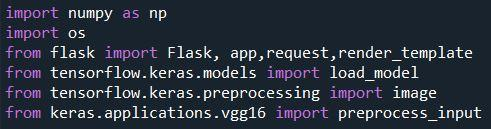 import numpy as np
import os
from flask import Flask, app,request,render_template
from tensorflow.keras.models import load_model
from tensorflow.keras.preprocessing import image
from keras.applications.vgg16 import preprocess_input